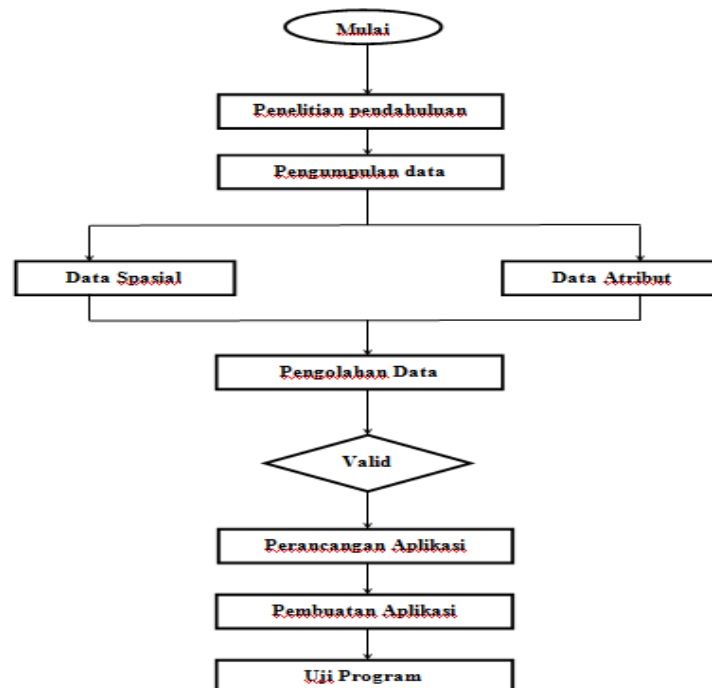 Mulai
Penelitian pendahuluan
Pengumpulan data
Data Spasial
Data Atribut
Pengolahan Data
Valid
Perancangan Aplikasi
Pembuatan Aplikasi
Uji Program